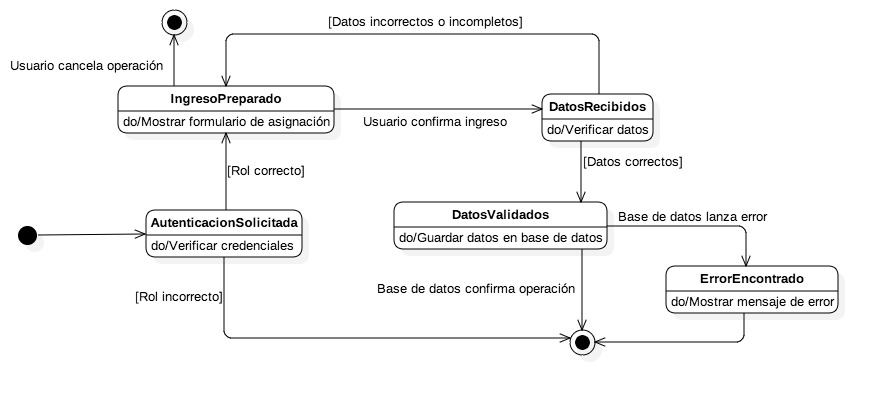 [Datos incorrectos o incompletos]
Usuario cancela operación
IngresoPreparado
do/Mostrar formulario de asignación
Usuario confirma ingreso
DatosRecibidos
do/Verificar datos
[Rol correcto]
[Datos correctos]
AutenticacionSolicitada
do/Verificar credenciales
DatosValidados
do/Guardar datos en base de datos
Base de datos lanza error
ErrorEncontrado
do/Mostrar mensaje de error
[Rol incorrecto]
Base de datos confirma operación